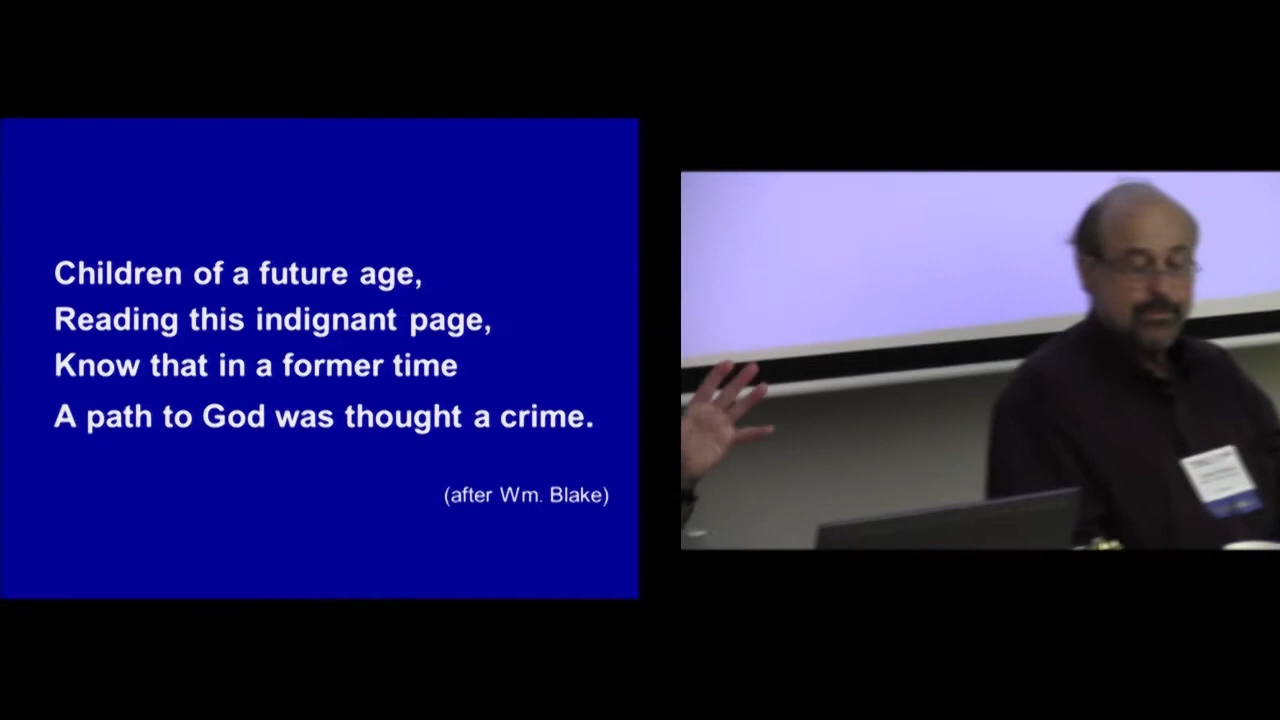 Children of a future age,
Reading this indignant page,
Know that in a former time
A path to God was thought a crime.
(after Wm. Blake)